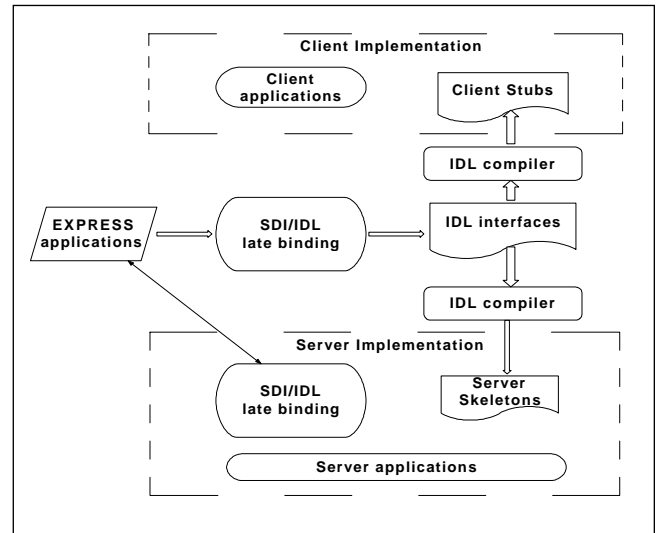 Client Implementation
Client
applications
Client Stubs
IDL compiler
EXPRESS
applications
SDI/IDL
late binding
IDL interfaces
IDL compiler
Server Implementation
SDI/IDL
late binding
Server
Skeletons
Server applications